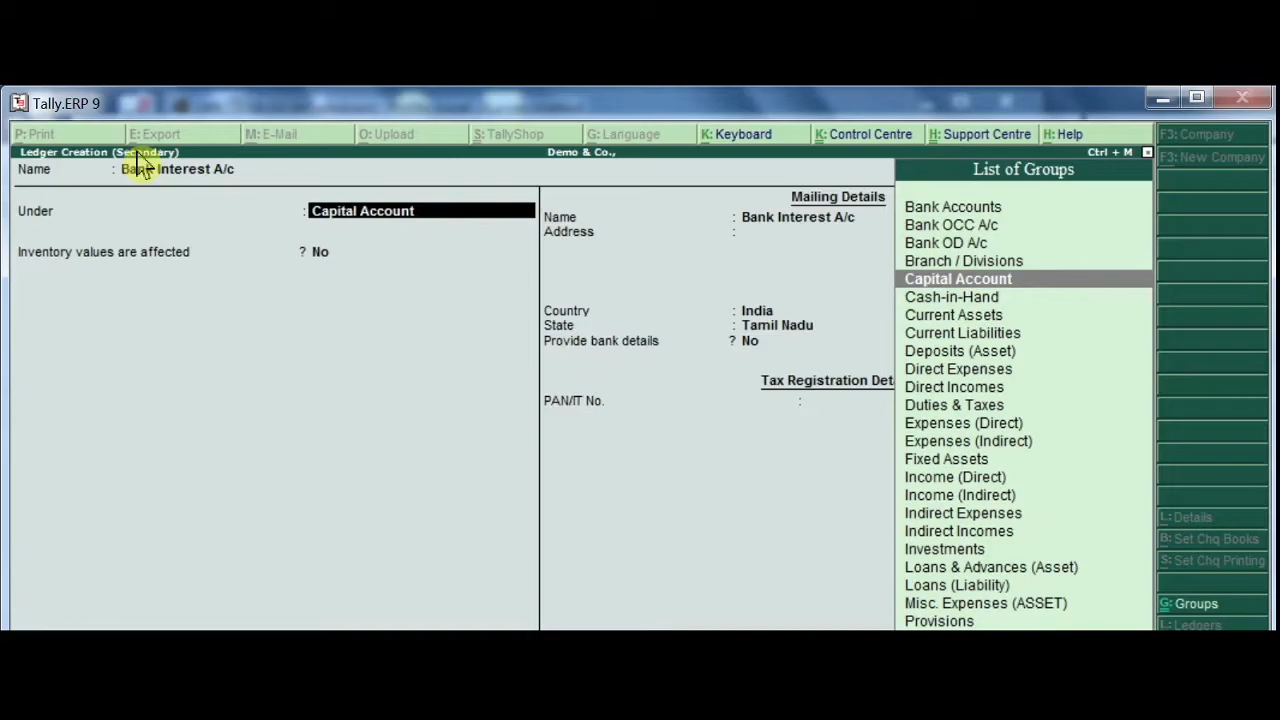 Tally.ERP 9
P: Print E: Export M: E-Mail O: Upload S: TallyShop G: Language K: Keyboard K: Control Centre H: Support Centre H: Help F3: Company
Ledger Creation (Secondary) Demo & Co., Ctrl + M
F3: New Company
Name : Bank Interest A/c
List of Groups
Under : Capital Account
Inventory values are affected ? No
Mailing Details
Name : Bank Interest A/c
Address :
Country : India
State : Tamil Nadu
Provide bank details ? No
Tax Registration Det
PAN/IT No. :
Bank Accounts
Bank OCC A/c
Bank OD A/c
Branch / Divisions
Capital Account
Cash-in-Hand
Current Assets
Current Liabilities
Deposits (Asset)
Direct Expenses
Direct Incomes
Duties & Taxes
Expenses (Direct)
Expenses (Indirect)
Fixed Assets
Income (Direct)
Income (Indirect)
Indirect Expenses
Indirect Incomes
Investments
Loans & Advances (Asset)
Loans (Liability)
Misc. Expenses (ASSET)
Provisions
L: Details
B: Set Chq Books
S: Set Chq Printing
G: Groups
L: Ledgers